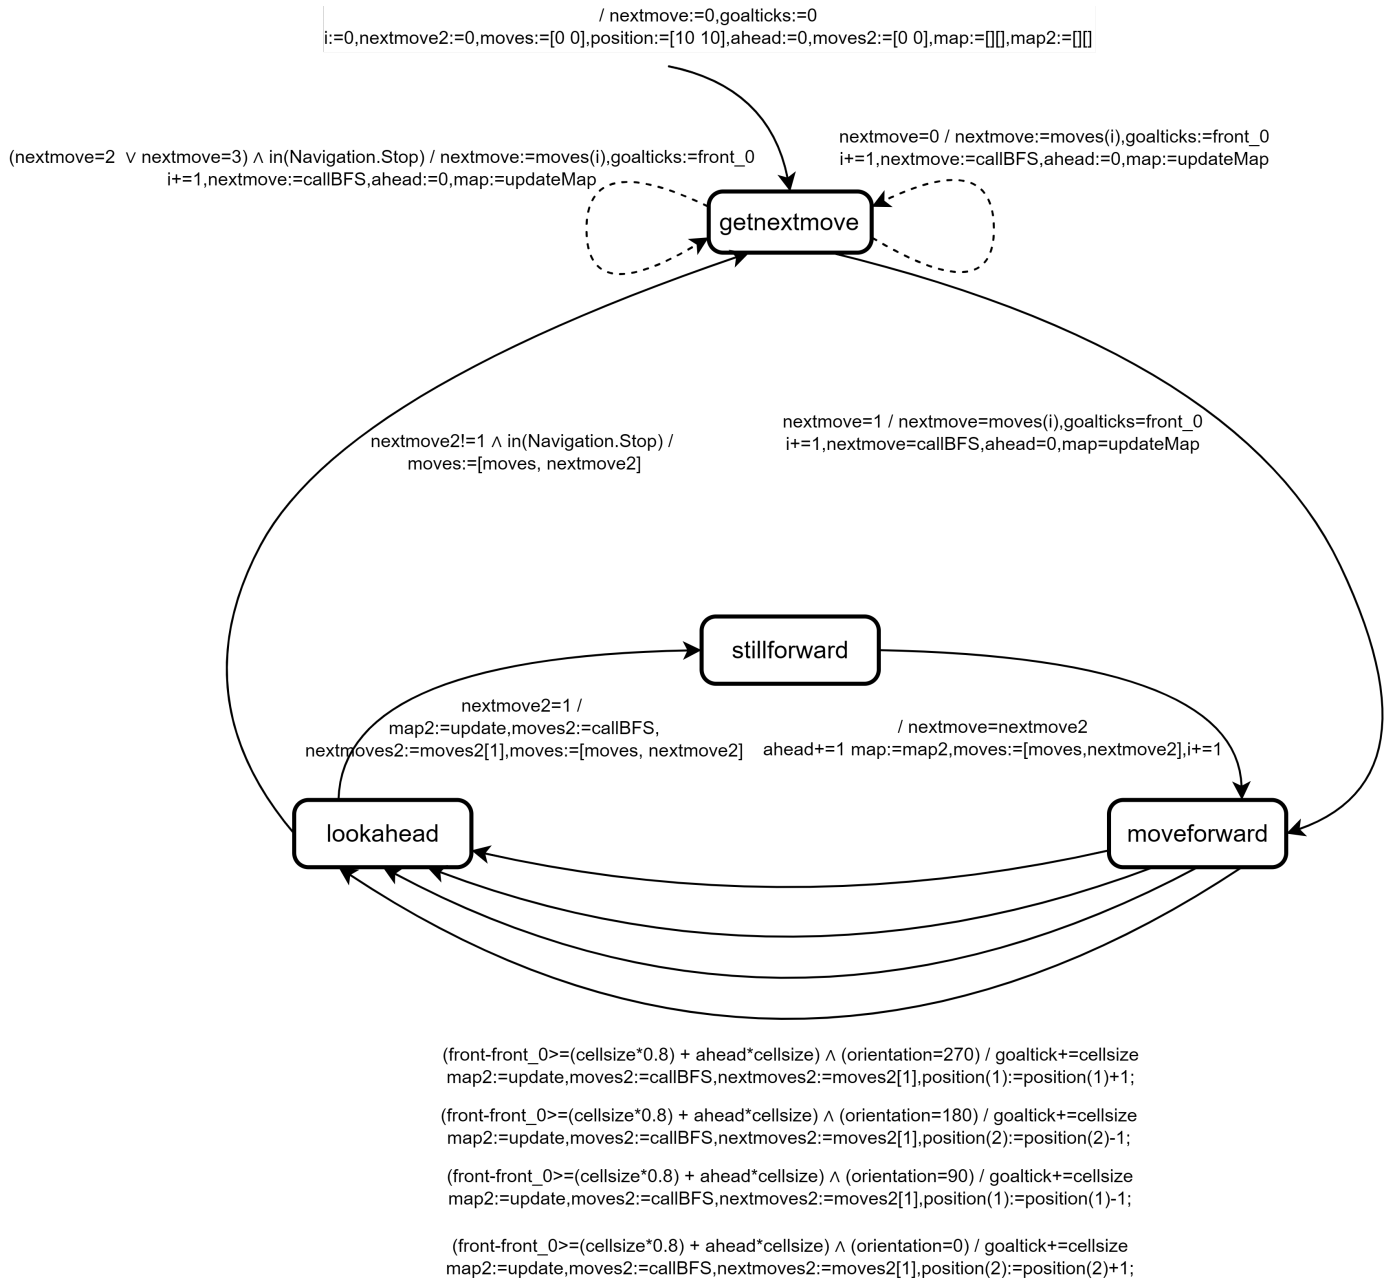 / nextmove:=0,goalticks:=0
i:=0,nextmove2:=0,moves:=[0 0],position:=[10 10],ahead:=0,moves2:=[0 0],map:=[][],map2:=[][]
nextmove=0 / nextmove:=moves(i),goalticks:=front_0
i+=1,nextmove:=callBFS,ahead:=0,map:=updateMap
(nextmove=2 ∨ nextmove=3) ∧ in(Navigation.Stop) / nextmove:=moves(i),goalticks:=front_0
i+=1,nextmove:=callBFS,ahead:=0,map:=updateMap
getnextmove
nextmove=1 / nextmove=moves(i),goalticks=front_0
i+=1,nextmove=callBFS,ahead=0,map=updateMap
nextmove2!=1 ∧ in(Navigation.Stop) /
moves:=[moves, nextmove2]
stillforward
nextmove2=1 /
map2:=update,moves2:=callBFS,
nextmoves2:=moves2[1],moves:=[moves, nextmove2]
/ nextmove=nextmove2
ahead+=1 map:=map2,moves:=[moves,nextmove2],i+=1
lookahead
moveforward
(front-front_0>=(cellsize*0.8) + ahead*cellsize) ∧ (orientation=270) / goaltick+=cellsize
map2:=update,moves2:=callBFS,nextmoves2:=moves2[1],position(1):=position(1)+1;
(front-front_0>=(cellsize*0.8) + ahead*cellsize) ∧ (orientation=180) / goaltick+=cellsize
map2:=update,moves2:=callBFS,nextmoves2:=moves2[1],position(2):=position(2)-1;
(front-front_0>=(cellsize*0.8) + ahead*cellsize) ∧ (orientation=90) / goaltick+=cellsize
map2:=update,moves2:=callBFS,nextmoves2:=moves2[1],position(1):=position(1)-1;
(front-front_0>=(cellsize*0.8) + ahead*cellsize) ∧ (orientation=0) / goaltick+=cellsize
map2:=update,moves2:=callBFS,nextmoves2:=moves2[1],position(2):=position(2)+1;